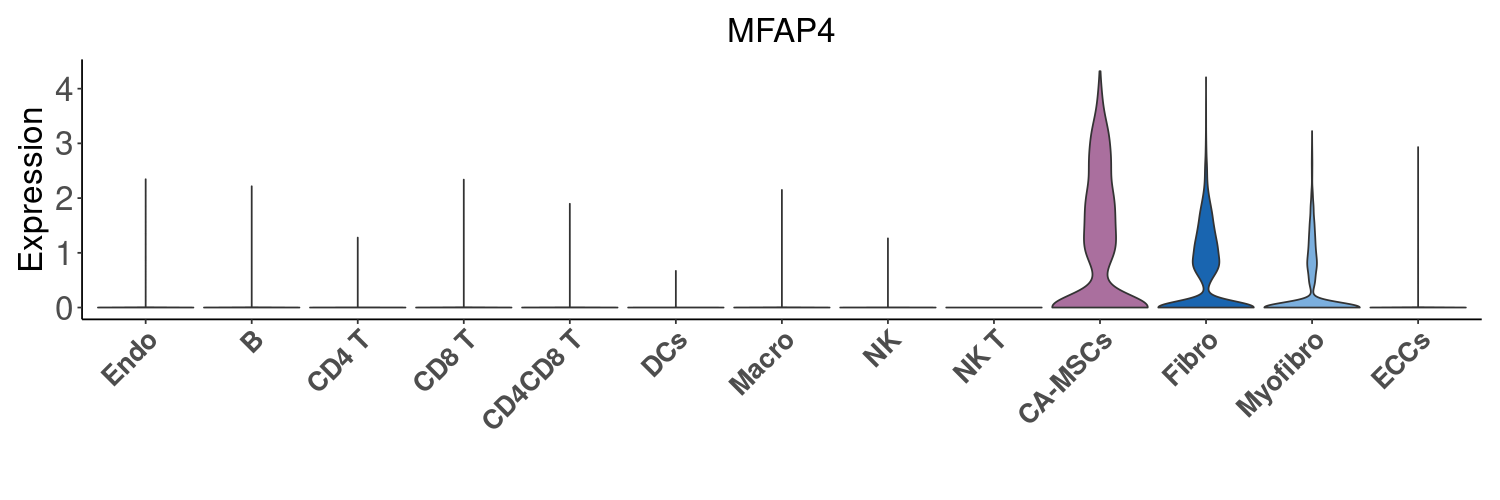 MFAP4
Expression
4
3
2
1
0
Endo
B
CD4 T
CD8 T
CD4CD8 T
DCs
Macro
NK
NK T
CA-MSCs
Fibro
Myofibro
ECCs